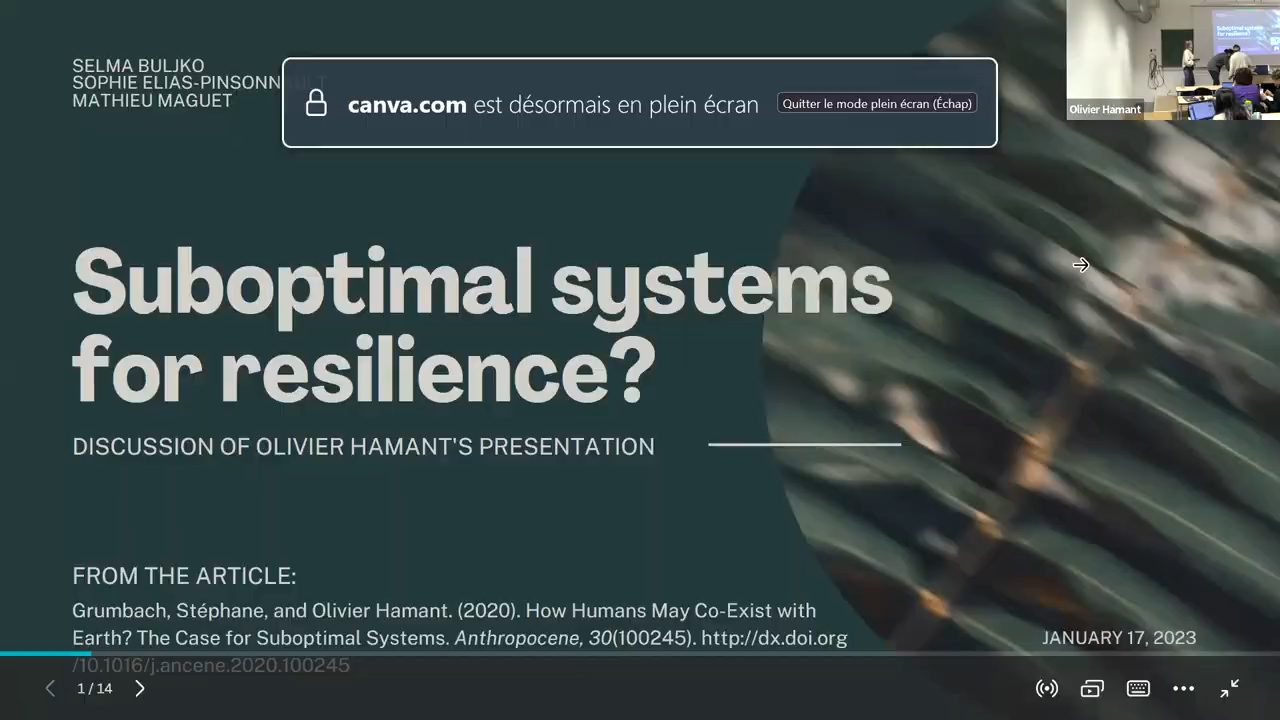 SELMA BULJKO
SOPHIE ELIAS-PINSONNAULT
MATHIEU MAGUET
canva.com est désormais en plein écran
Quitter le mode plein écran (Échap)
Olivier Hamant
Suboptimal systems
for resilience?
DISCUSSION OF OLIVIER HAMANT'S PRESENTATION
FROM THE ARTICLE:
Grumbach, Stéphane, and Olivier Hamant. (2020). How Humans May Co-Exist with
Earth? The Case for Suboptimal Systems. Anthropocene, 30(100245). http://dx.doi.org
/10.1016/j.ancene.2020.100245
JANUARY 17, 2023
1 / 14